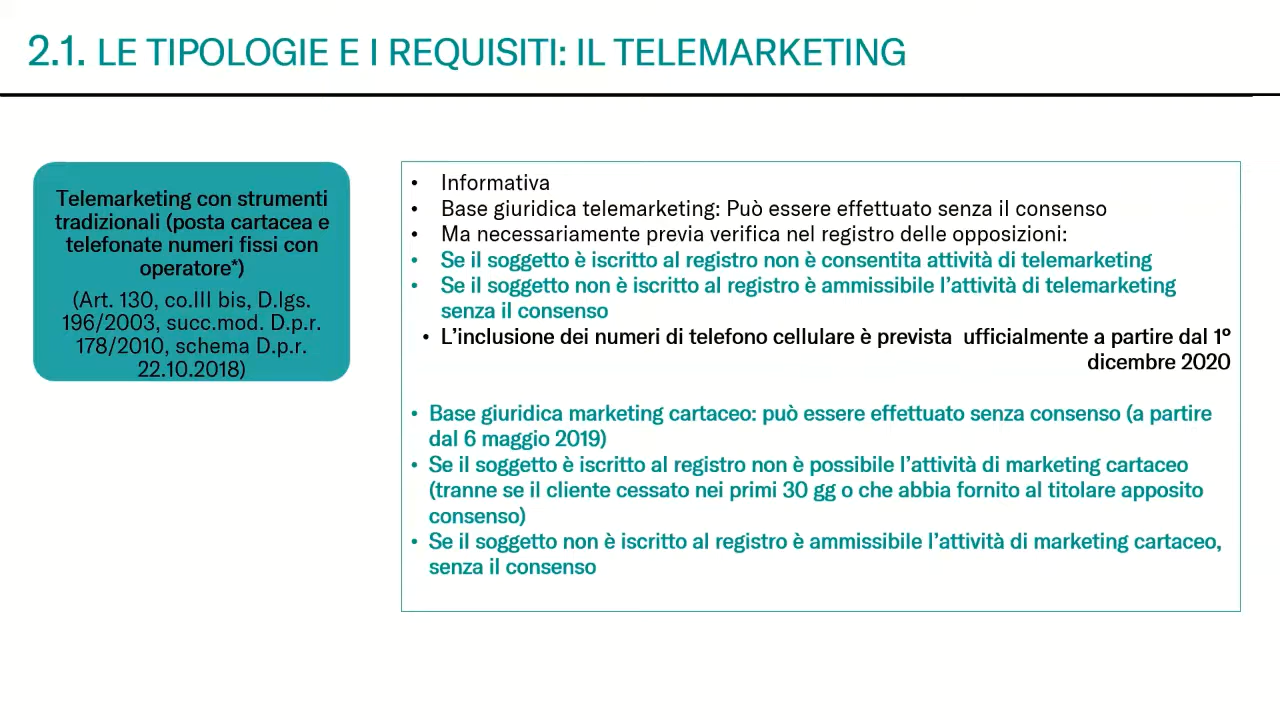 2.1. LE TIPOLOGIE E I REQUISITI: IL TELEMARKETING
Telemarketing con strumenti
tradizionali (posta cartacea e
telefonate numeri fissi con
operatore*)
(Art. 130, co.III bis, D.lgs.
196/2003, succ.mod. D.p.r.
178/2010, schema D.p.r.
22.10.2018)
• Informativa
• Base giuridica telemarketing: Può essere effettuato senza il consenso
• Ma necessariamente previa verifica nel registro delle opposizioni:
• Se il soggetto è iscritto al registro non è consentita attività di telemarketing
• Se il soggetto non è iscritto al registro è ammissibile l’attività di telemarketing
senza il consenso
• L’inclusione dei numeri di telefono cellulare è prevista ufficialmente a partire dal 1°
dicembre 2020
• Base giuridica marketing cartaceo: può essere effettuato senza consenso (a partire
dal 6 maggio 2019)
• Se il soggetto è iscritto al registro non è possibile l’attività di marketing cartaceo
(tranne se il cliente cessato nei primi 30 gg o che abbia fornito al titolare apposito
consenso)
• Se il soggetto non è iscritto al registro è ammissibile l’attività di marketing cartaceo,
senza il consenso